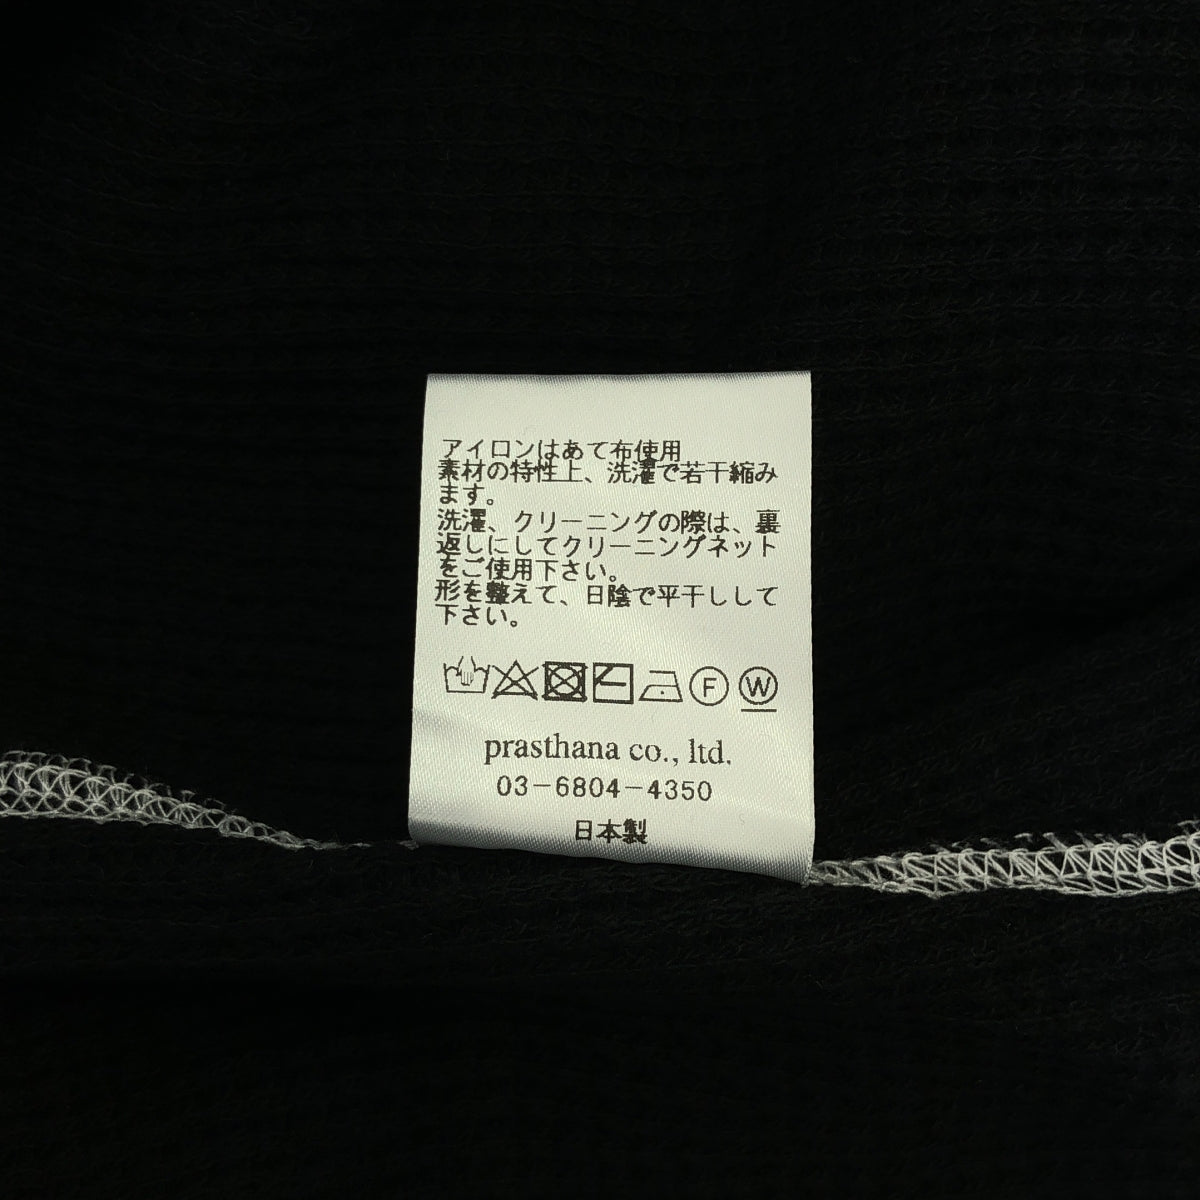 アイロンはあて布使用
素材の特性上、洗濯で若干縮み
ます。
洗濯、クリーニングの際は、裏
返しにしてクリーニングネット
をご使用下さい。
形を整えて、日陰で平干しして
下さい。
F W
prasthana co., ltd.
03-6804-4350
日本製